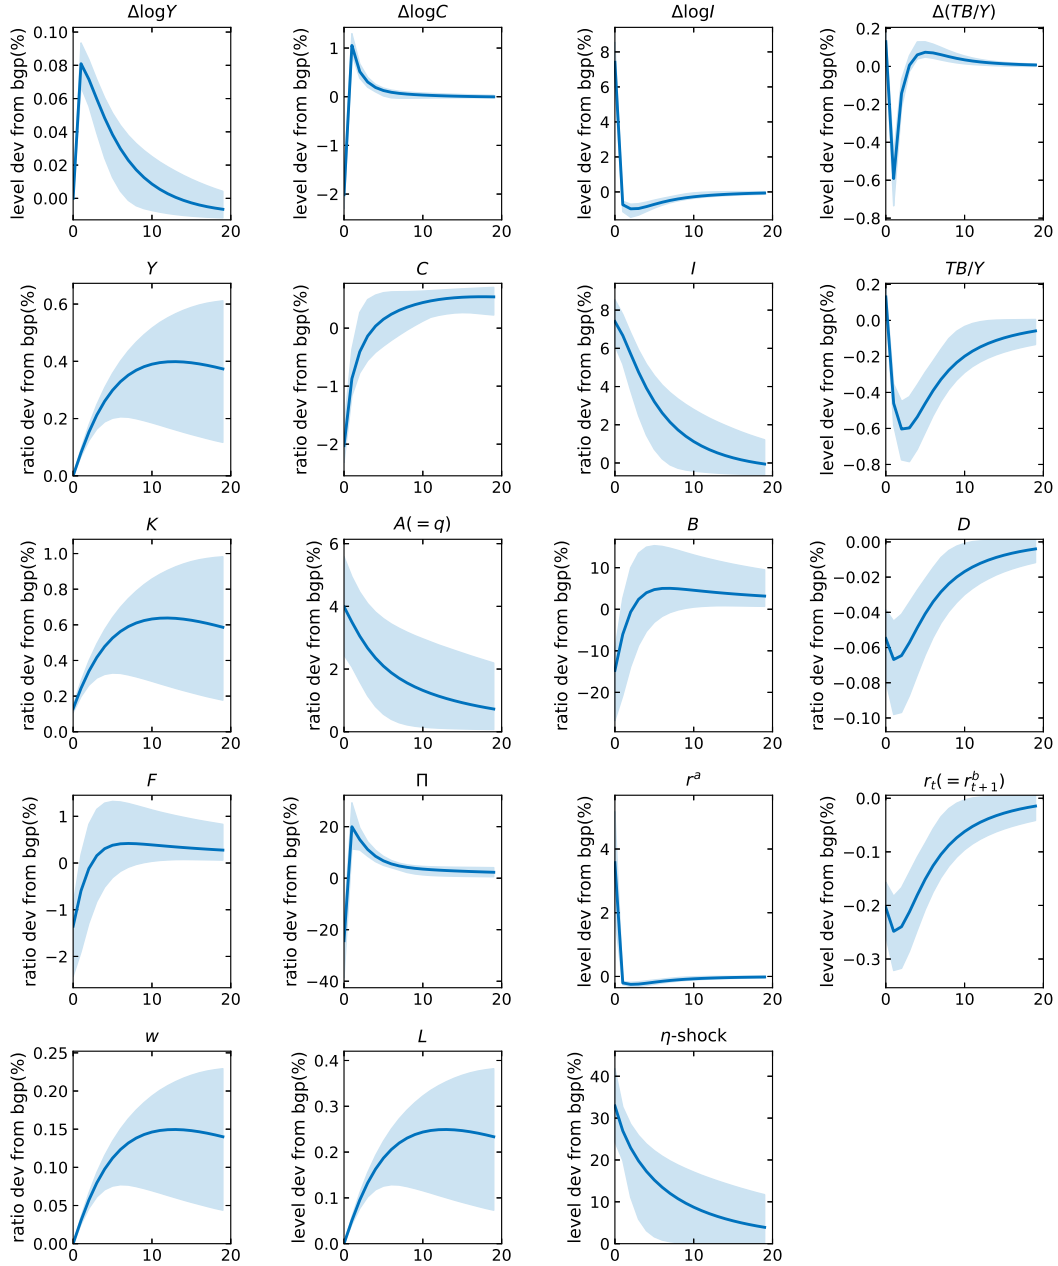 ΔlogY
level dev from bgp(%)
0.10
0.08
0.06
0.04
0.02
0.00
0 10 20
ΔlogC
level dev from bgp(%)
1
0
−1
−2
0 10 20
ΔlogI
level dev from bgp(%)
8
6
4
2
0
0 10 20
Δ(TB/Y)
level dev from bgp(%)
0.2
0.0
−0.2
−0.4
−0.6
−0.8
0 10 20
Y
ratio dev from bgp(%)
0.6
0.4
0.2
0.0
0 10 20
C
ratio dev from bgp(%)
0
−1
−2
0 10 20
I
ratio dev from bgp(%)
8
6
4
2
0
0 10 20
TB/Y
level dev from bgp(%)
0.2
0.0
−0.2
−0.4
−0.6
−0.8
0 10 20
K
ratio dev from bgp(%)
1.0
0.8
0.6
0.4
0.2
0.0
0 10 20
A(=q)
ratio dev from bgp(%)
6
4
2
0
0 10 20
B
ratio dev from bgp(%)
10
0
−10
−20
0 10 20
D
ratio dev from bgp(%)
0.00
−0.02
−0.04
−0.06
−0.08
−0.10
0 10 20
F
ratio dev from bgp(%)
1
0
−1
−2
0 10 20
Π
ratio dev from bgp(%)
20
0
−20
−40
0 10 20
r^a
level dev from bgp(%)
4
2
0
0 10 20
r_t(=r^b_{t+1})
level dev from bgp(%)
0.0
−0.1
−0.2
−0.3
0 10 20
w
ratio dev from bgp(%)
0.25
0.20
0.15
0.10
0.05
0.00
0 10 20
L
level dev from bgp(%)
0.4
0.3
0.2
0.1
0.0
0 10 20
η-shock
level dev from bgp(%)
40
30
20
10
0
0 10 20